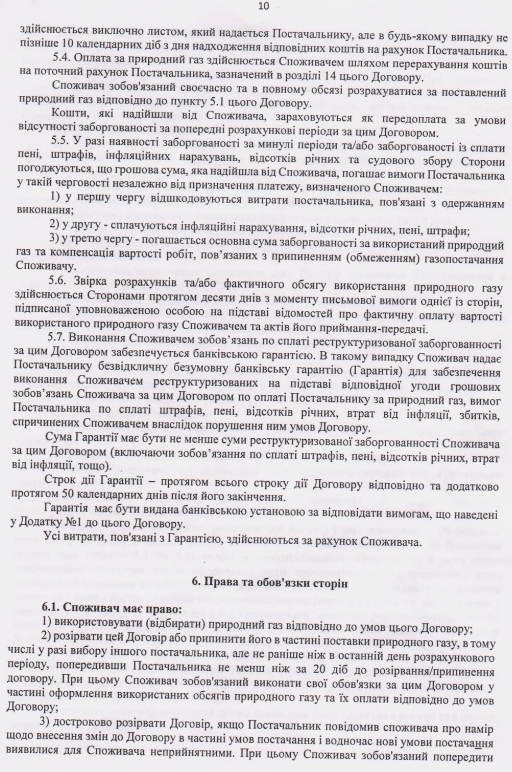 10
здійснюється виключно листом, який надається Постачальнику, але в будь-якому випадку не
пізніше 10 календарних діб з дня надходження відповідних коштів на рахунок Постачальника.
5.4. Оплата за природний газ здійснюється Споживачем шляхом перерахування коштів
на поточний рахунок Постачальника, зазначений в розділі 14 цього Договору.
Споживач зобов'язаний своєчасно та в повному обсязі розрахуватися за поставлений
природний газ відповідно до пункту 5.1 цього Договору.
Кошти, які надійшли від Споживача, зараховуються як передоплата за умови
відсутності заборгованості за попередні розрахункові періоди за цим Договором.
5.5. У разі наявності заборгованості за минулі періоди та/або заборгованості із сплати
пені, штрафів, інфляційних нарахувань, відсотків річних та судового збору Сторони
погоджуються, що грошова сума, яка надійшла від Споживача, погашає вимоги Постачальника
у такій черговості незалежно від призначення платежу, визначеного Споживачем:
1) у першу чергу відшкодовуються витрати постачальника, пов'язані з одержанням
виконання;
2) у другу - сплачуються інфляційні нарахування, відсотки річних, пені, штрафи;
3) у третю чергу - погашається основна сума заборгованості за використаний природний
газ та компенсація вартості робіт, пов’язаних з припиненням (обмеженням) газопостачання
Споживачу.
5.6. Звірка розрахунків та/або фактичного обсягу використання природного газу
здійснюється Сторонами протягом десяти днів з моменту письмової вимоги однієї із сторін,
підписаної уповноваженою особою на підставі відомостей про фактичну оплату вартості
використаного природного газу Споживачем та актів його приймання-передачі.
5.7. Виконання Споживачем зобов’язань по сплаті реструктуризованої заборгованності
за цим Договором забезпечується банківською гарантією. В такому випадку Споживач надає
Постачальнику безвідкличну безумовну банківську гарантію (Гарантія) для забезпечення
виконання Споживачем реструктуризованих на підставі відповідної угоди грошових
зобов’язань Споживача за цим Договором по оплаті Постачальнику за природний газ, вимог
Постачальника по сплаті штрафів, пені, відсотків річних, втрат від інфляції, збитків,
спричинених Споживачем внаслідок порушення ним умов Договору.
Сума Гарантії має бути не менше суми реструктуризованої заборгованності Споживача
за цим Договором (включаючи зобов’язання по сплаті штрафів, пені, відсотків річних, втрат
від інфляції, тощо).
Строк дії Гарантії – протягом всього строку дії Договору відповідно та додатково
протягом 50 календарних днів після його закінчення.
Гарантія має бути видана банківською установою за відповідати вимогам, що наведені
у Додатку №1 до цього Договору.
Усі витрати, пов'язані з Гарантією, здійснюються за рахунок Споживача.
6. Права та обов'язки сторін
6.1. Споживач має право:
1) використовувати (відбирати) природний газ відповідно до умов цього Договору;
2) розірвати цей Договір або припинити його в частині поставки природного газу, в тому
числі у разі вибору іншого постачальника, але не раніше ніж в останній день розрахункового
періоду, попередивши Постачальника не менш ніж за 20 діб до розірвання/припинення
договору. При цьому Споживач зобов'язаний виконати свої обов'язки за цим Договором у
частині оформлення використаних обсягів природного газу та їх оплати відповідно до умов
Договору;
3) достроково розірвати Договір, якщо Постачальник повідомив споживача про намір
щодо внесення змін до Договору в частині умов постачання і водночас нові умови постачання
виявилися для Споживача неприйнятними. При цьому Споживач зобов'язаний попередити